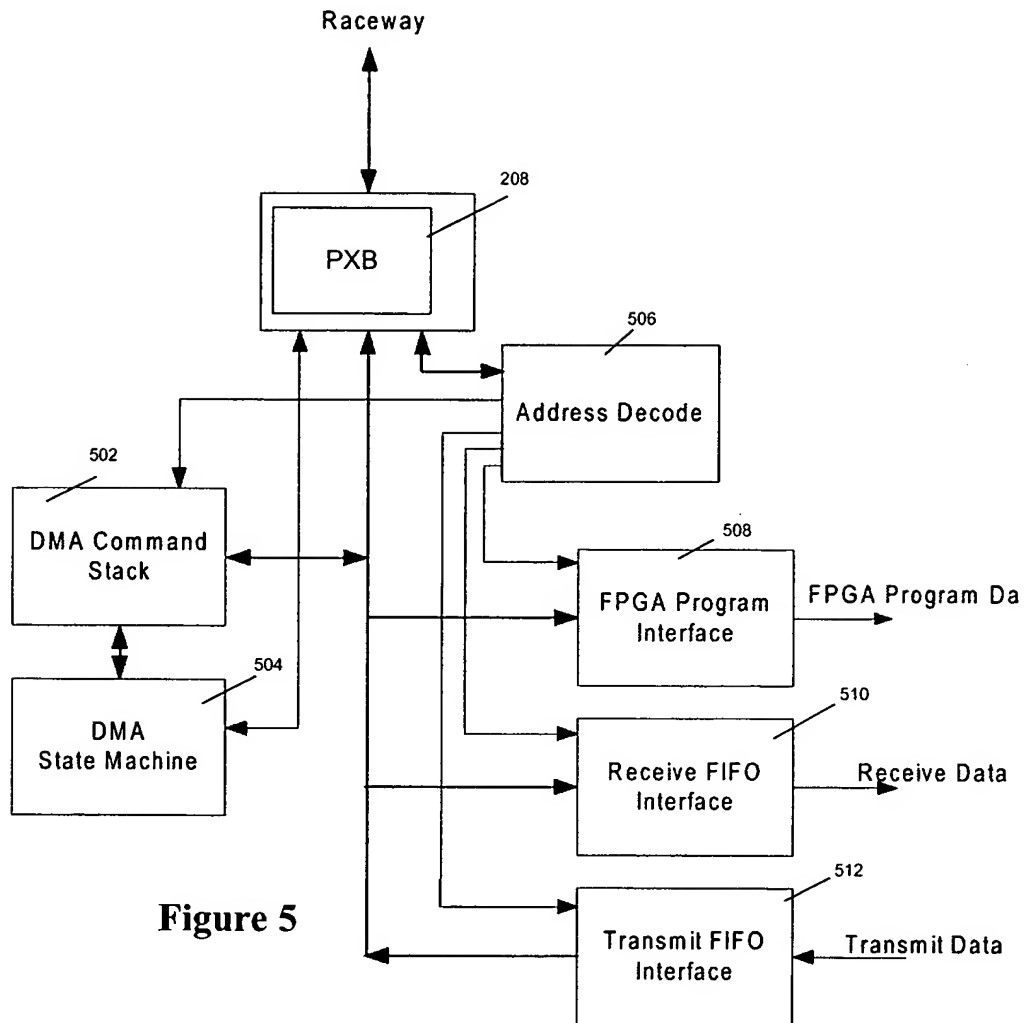 Raceway
208
PXB
506
Address Decode
502
DMA Command
Stack
508
FPGA Program
Interface
FPGA Program Da
504
DMA
State Machine
510
Receive FIFO
Interface
Receive Data
512
Transmit FIFO
Interface
Transmit Data
Figure 5